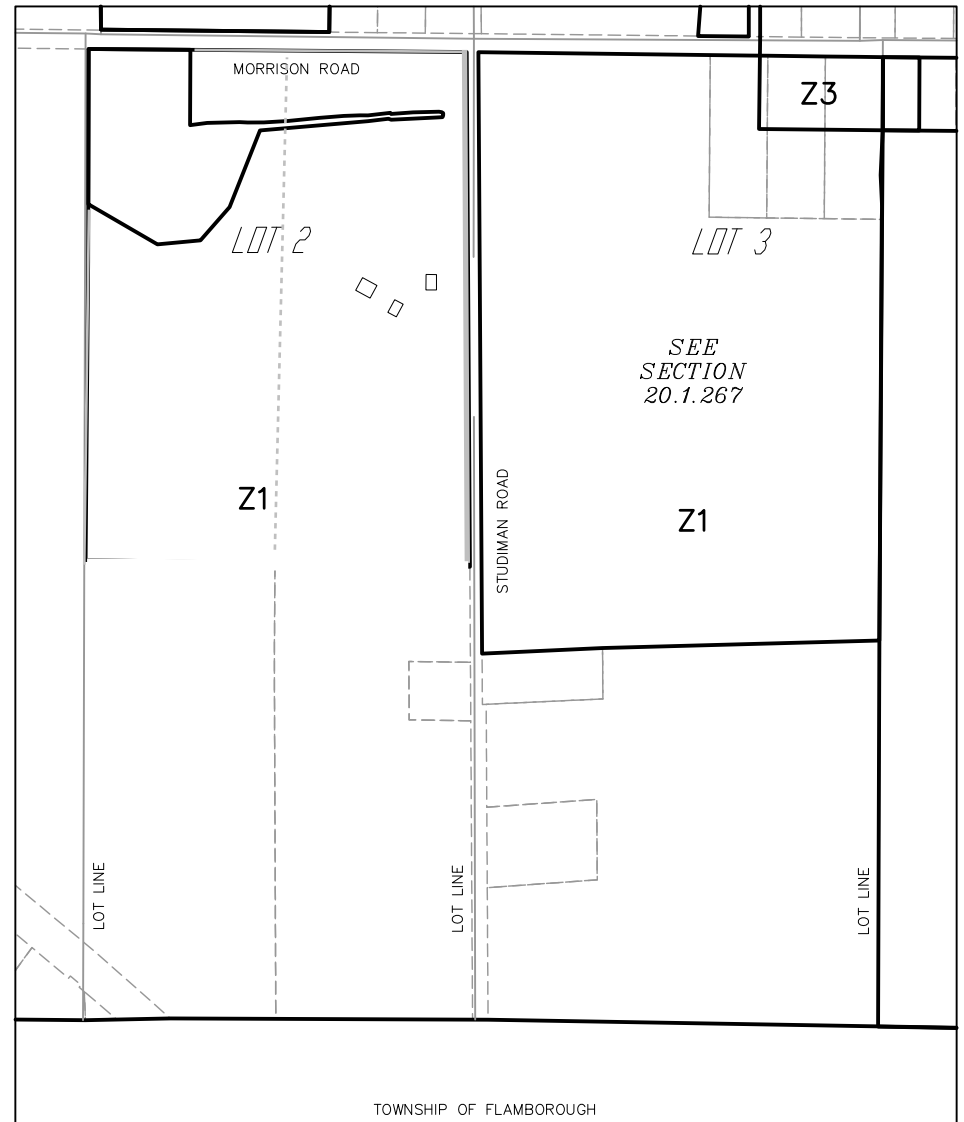 MORRISON ROAD
Z3
LOT 2
LOT 3
SEE
SECTION
20.1.267
Z1
STUDIMAN ROAD
Z1
LOT LINE
LOT LINE
LOT LINE
TOWNSHIP OF FLAMBOROUGH